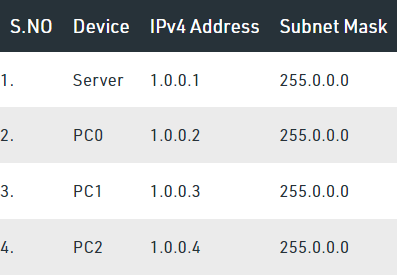 S.NO Device IPv4 Address Subnet Mask
1. Server 1.0.0.1 255.0.0.0
2. PC0 1.0.0.2 255.0.0.0
3. PC1 1.0.0.3 255.0.0.0
4. PC2 1.0.0.4 255.0.0.0